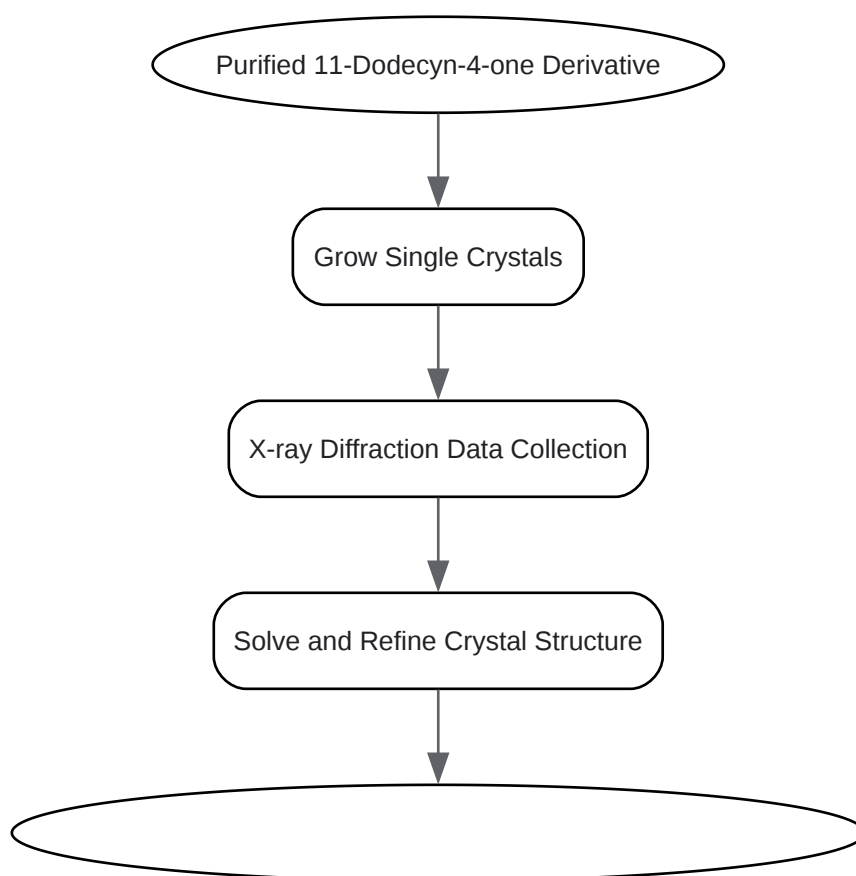 Purified 11-Dodecyn-4-one Derivative
Grow Single Crystals
X-ray Diffraction Data Collection
Solve and Refine Crystal Structure